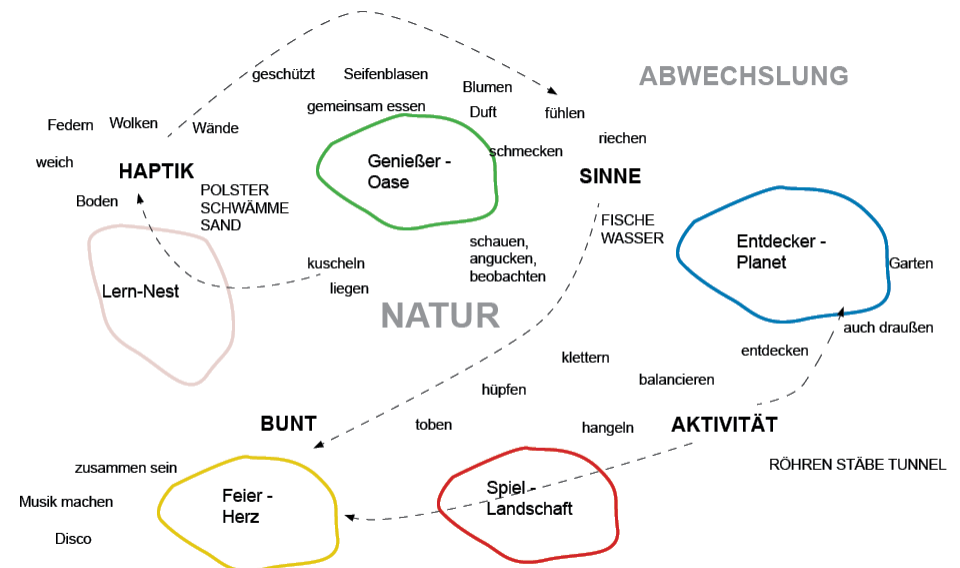 ABWECHSLUNG
geschützt
Seifenblasen
Blumen
gemeinsam essen
Duft
fühlen
Federn
Wolken
Wände
riechen
weich
HAPTIK
Genießer -
Oase
schmecken
SINNE
Boden
POLSTER
SCHWÄMME
SAND
FISCHE
WASSER
Entdecker -
Planet
schauen,
angucken,
beobachten
Garten
kuscheln
liegen
Lern-Nest
NATUR
auch draußen
entdecken
klettern
balancieren
hüpfen
BUNT
toben
hangeln
AKTIVITÄT
zusammen sein
RÖHREN STÄBE TUNNEL
Musik machen
Feier -
Herz
Spiel -
Landschaft
Disco